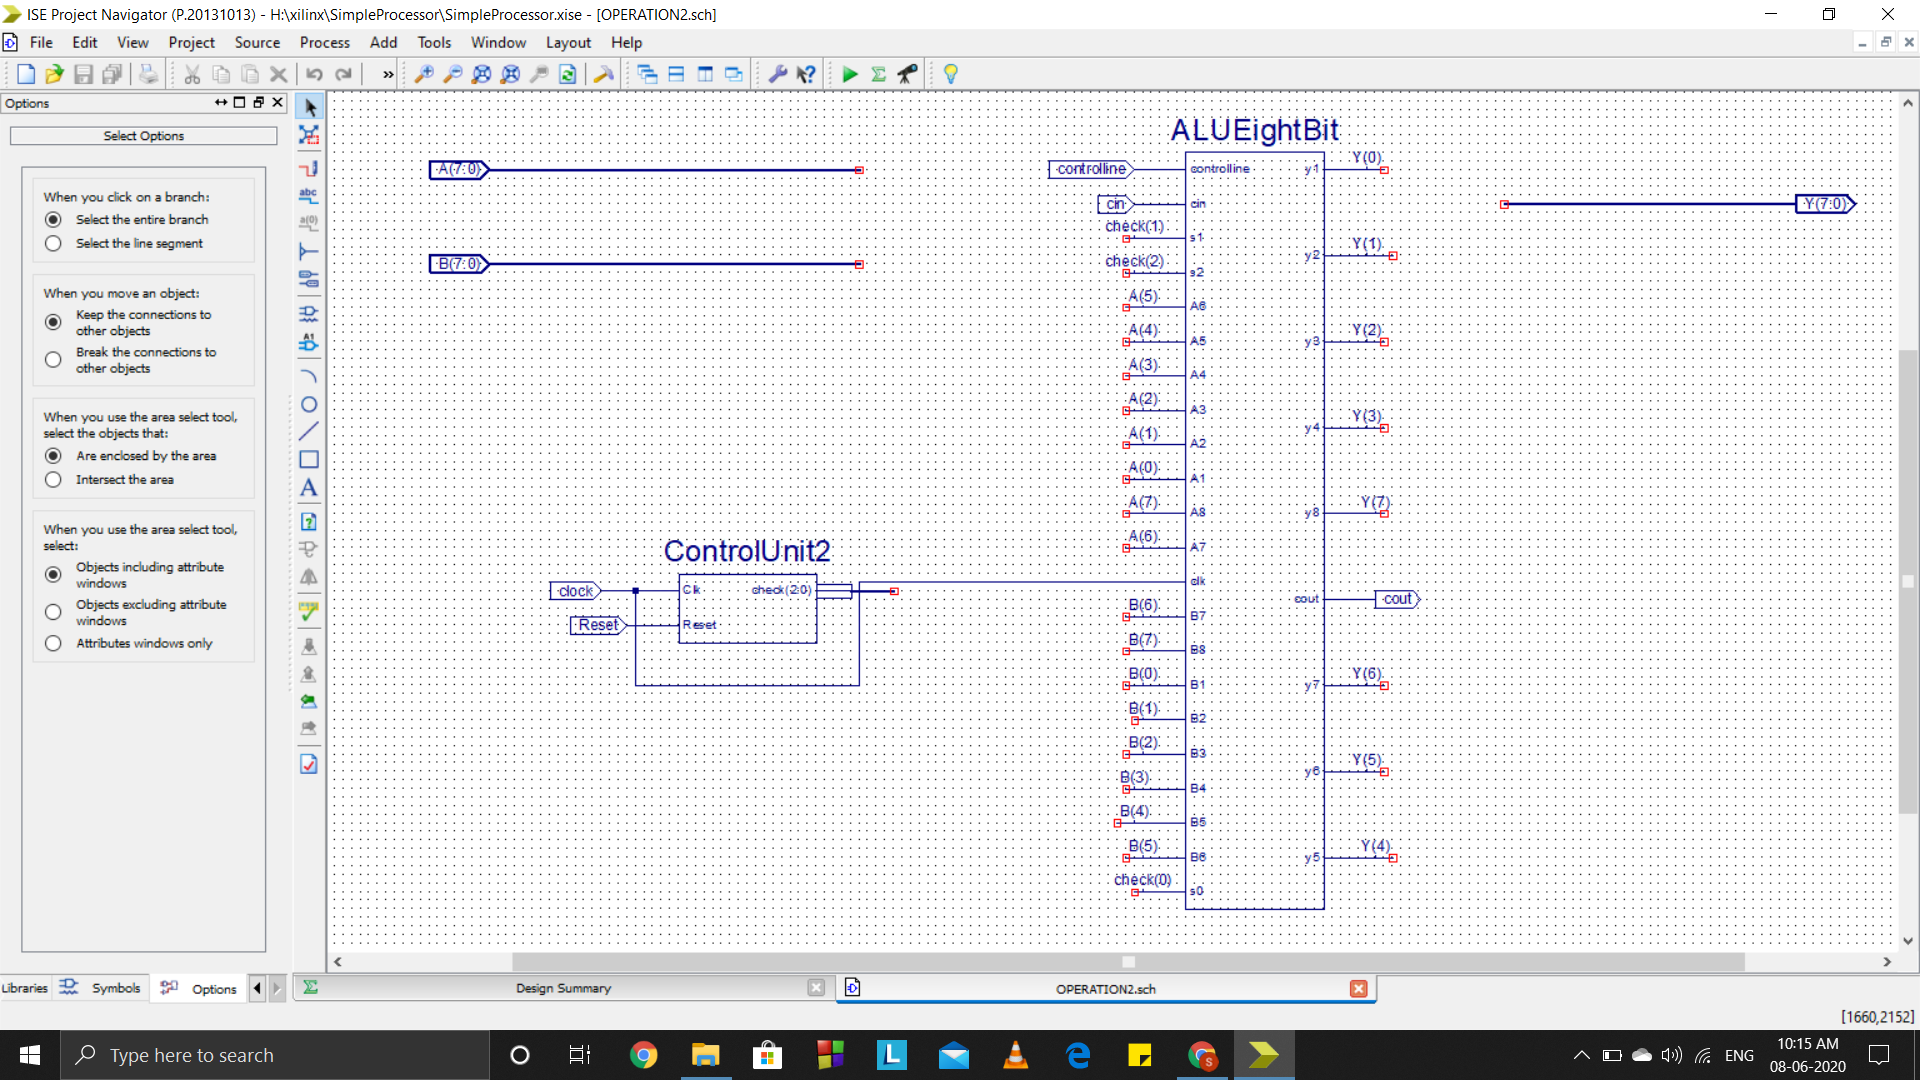 ISE Project Navigator (P.20131013) - H:\xilinx\SimpleProcessor\SimpleProcessor.xise - [OPERATION2.sch]
File Edit View Project Source Process Add Tools Window Layout Help
»
Options
Select Options
When you click on a branch:
Select the entire branch
Select the line segment
When you move an object:
Keep the connections to
other objects
Break the connections to
other objects
When you use the area select tool,
select the objects that:
Are enclosed by the area
Intersect the area
When you use the area select tool,
select:
Objects including attribute
windows
Objects excluding attribute
windows
Attributes windows only
abc
a(0)
A1
A
A(7:0)
B(7:0)
ControlUnit2
clock
Clk
check(2:0)
Reset
Reset
ALUEightBit
controlline
controlline
y1
Y(0)
cin
cin
Y(7:0)
check(1)
s1
y2
Y(1)
check(2)
s2
A(5)
A6
A(4)
A5
y3
Y(2)
A(3)
A4
A(2)
A3
A(1)
A2
y4
Y(3)
A(0)
A1
A(7)
A8
y8
Y(7)
A(6)
A7
clk
cout
cout
B(6)
B7
B(7)
B8
B(0)
B1
y7
Y(6)
B(1)
B2
B(2)
B3
y6
Y(5)
B(3)
B4
B(4)
B5
B(5)
B6
y5
Y(4)
check(0)
s0
Libraries Symbols Options
Design Summary
OPERATION2.sch
[1660,2152]
Type here to search
L
S
ENG
10:15 AM
08-06-2020